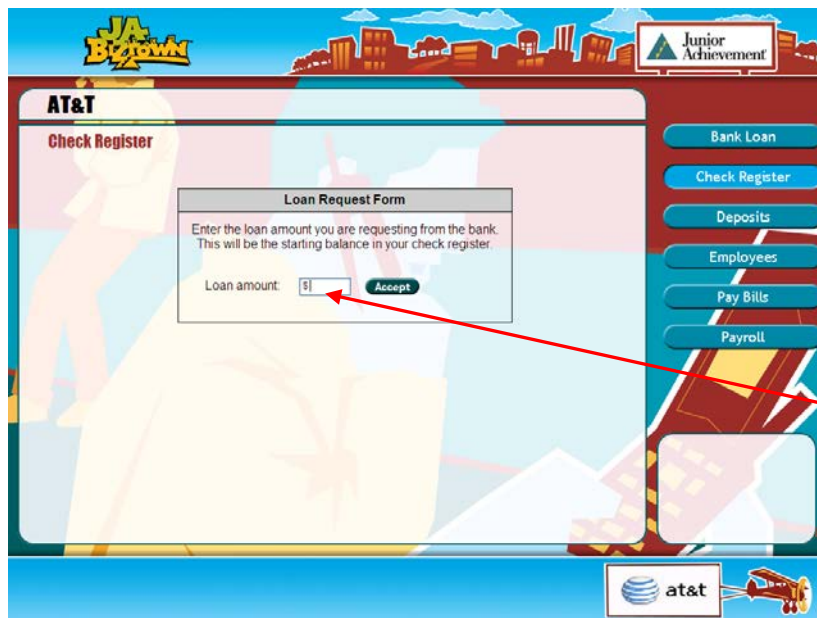 JA
BizTown
Junior
Achievement
AT&T
Check Register
Loan Request Form
Enter the loan amount you are requesting from the bank.
This will be the starting balance in your check register.
Loan amount: $ Accept
Bank Loan
Check Register
Deposits
Employees
Pay Bills
Payroll
at&t